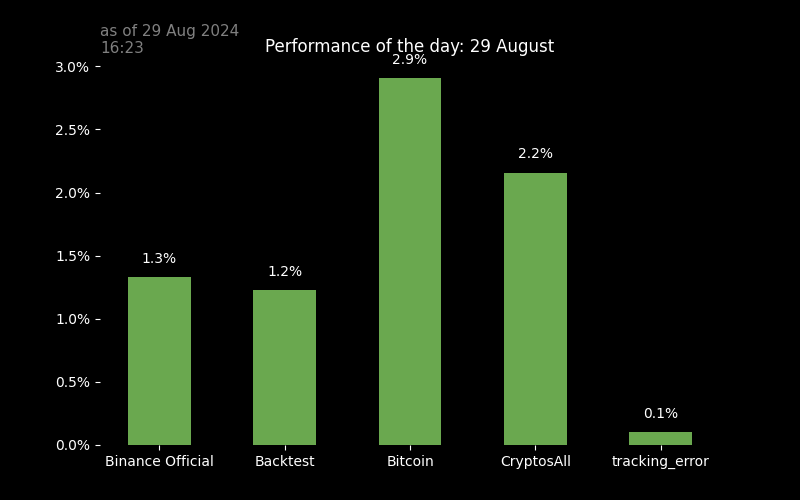 as of 29 Aug 2024
16:23
Performance of the day: 29 August
3.0%
2.5%
2.0%
1.5%
1.0%
0.5%
0.0%
1.3%
1.2%
2.9%
2.2%
0.1%
Binance Official
Backtest
Bitcoin
CryptosAll
tracking_error